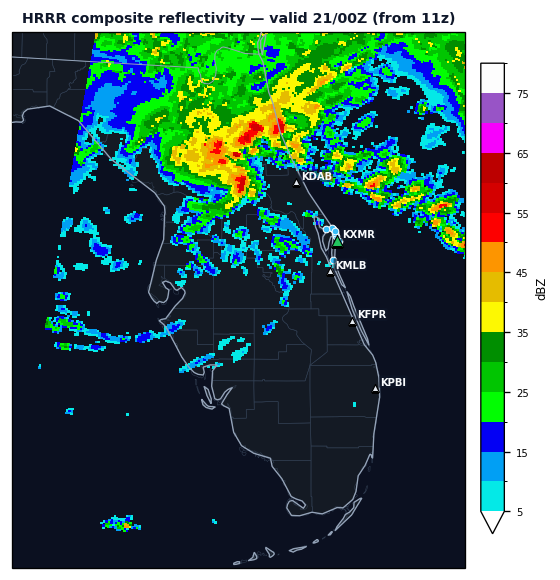 HRRR composite reflectivity — valid 21/00Z (from 11z)
KDAB
KXMR
KMLB
KFPR
KPBI
75
65
55
45
35
25
15
5
dBZ